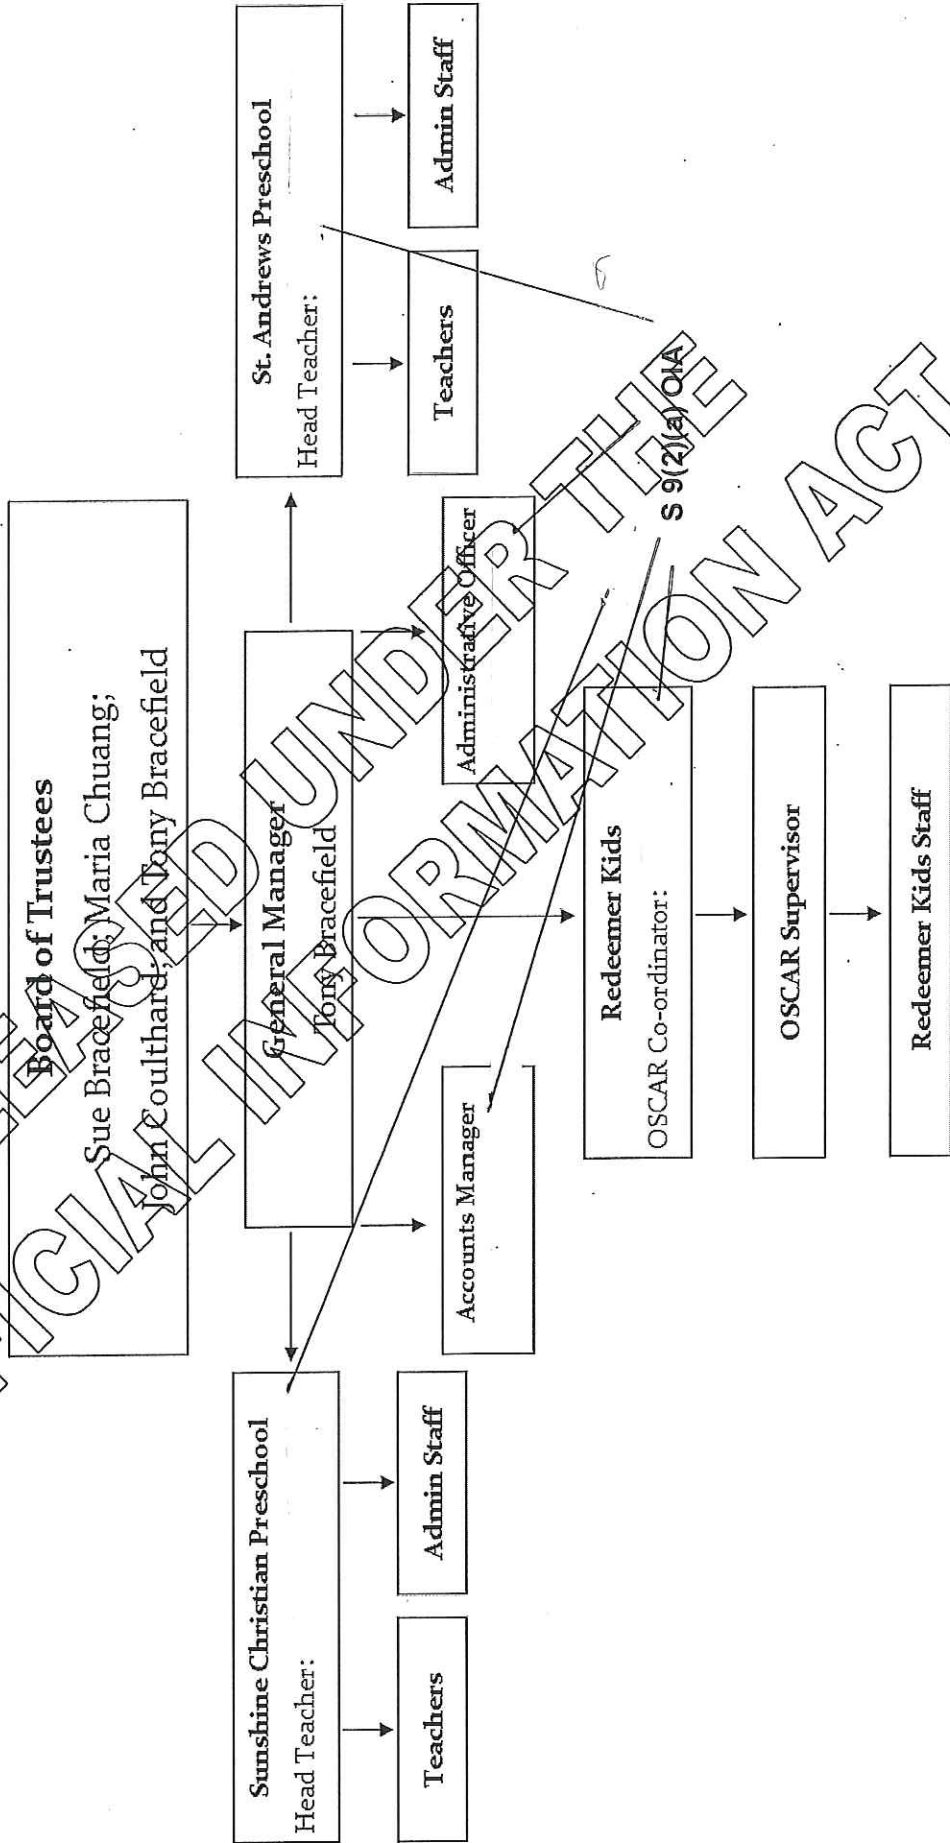 Board of Trustees
Sue Bracefield; Maria Chuang;
John Coulthard; and Tony Bracefield
General Manager
Tony Bracefield
Sunshine Christian Preschool
Head Teacher:
Teachers
Admin Staff
St. Andrews Preschool
Head Teacher:
Teachers
Admin Staff
Accounts Manager
Administrative Officer
Redeemer Kids
OSCAR Co-ordinator:
OSCAR Supervisor
Redeemer Kids Staff
S 9(2)(a) OIA
EASED UNDER THE
ICIAL INFORMATION ACT